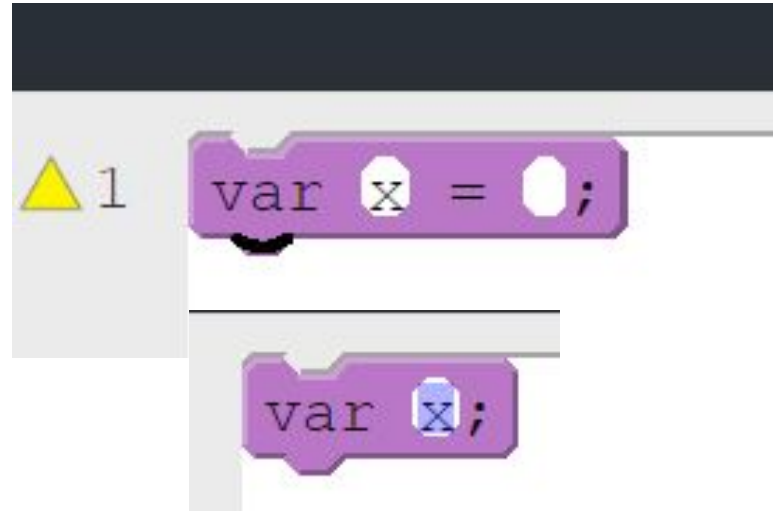 1 var x = ;
var x;